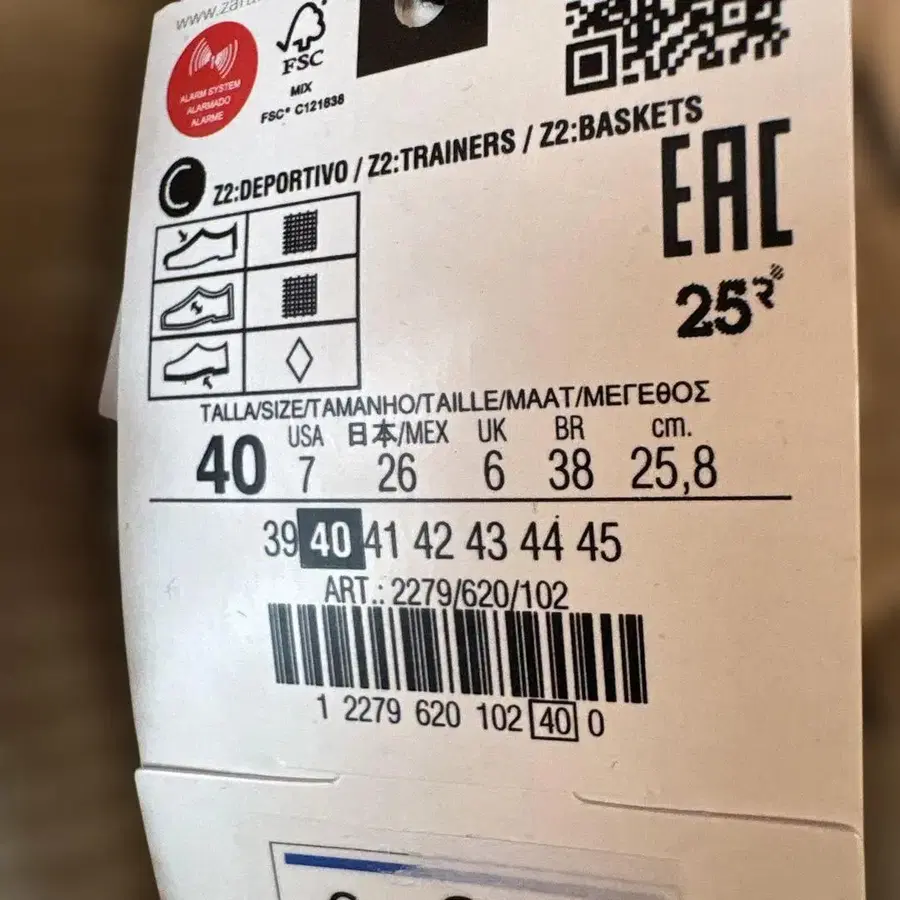 www.zara
ALARM SYSTEM
ALARMADO
ALARME
FSC
MIX
FSC® C121838
Z2:DEPORTIVO / Z2:TRAINERS / Z2:BASKETS
EAC
25
TALLA/SIZE/TAMANHO/TAILLE/MAAT/ΜΕΓΕΘΟΣ
USA 日本/MEX UK BR cm.
40 7 26 6 38 25,8
39 40 41 42 43 44 45
ART.: 2279/620/102
1 2279 620 102 40 0